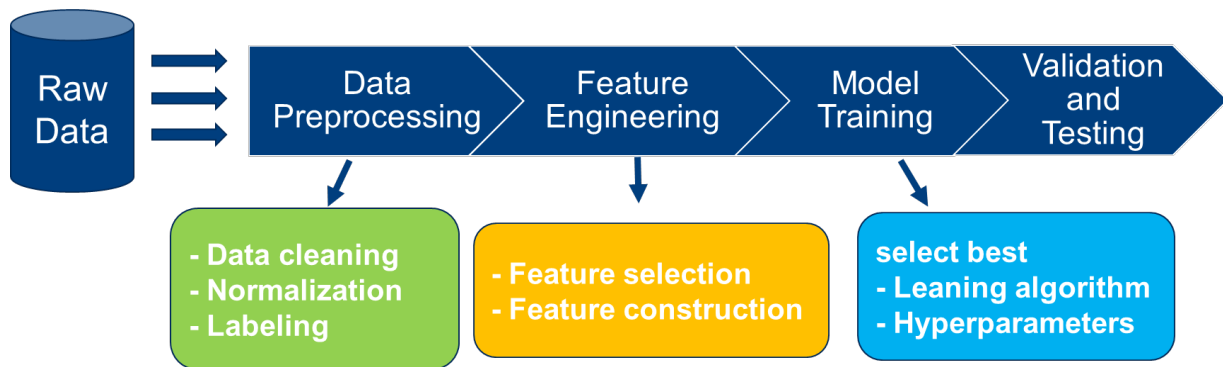 Raw
Data
Data
Preprocessing
Feature
Engineering
Model
Training
Validation
and
Testing
- Data cleaning
- Normalization
- Labeling
- Feature selection
- Feature construction
select best
- Leaning algorithm
- Hyperparameters